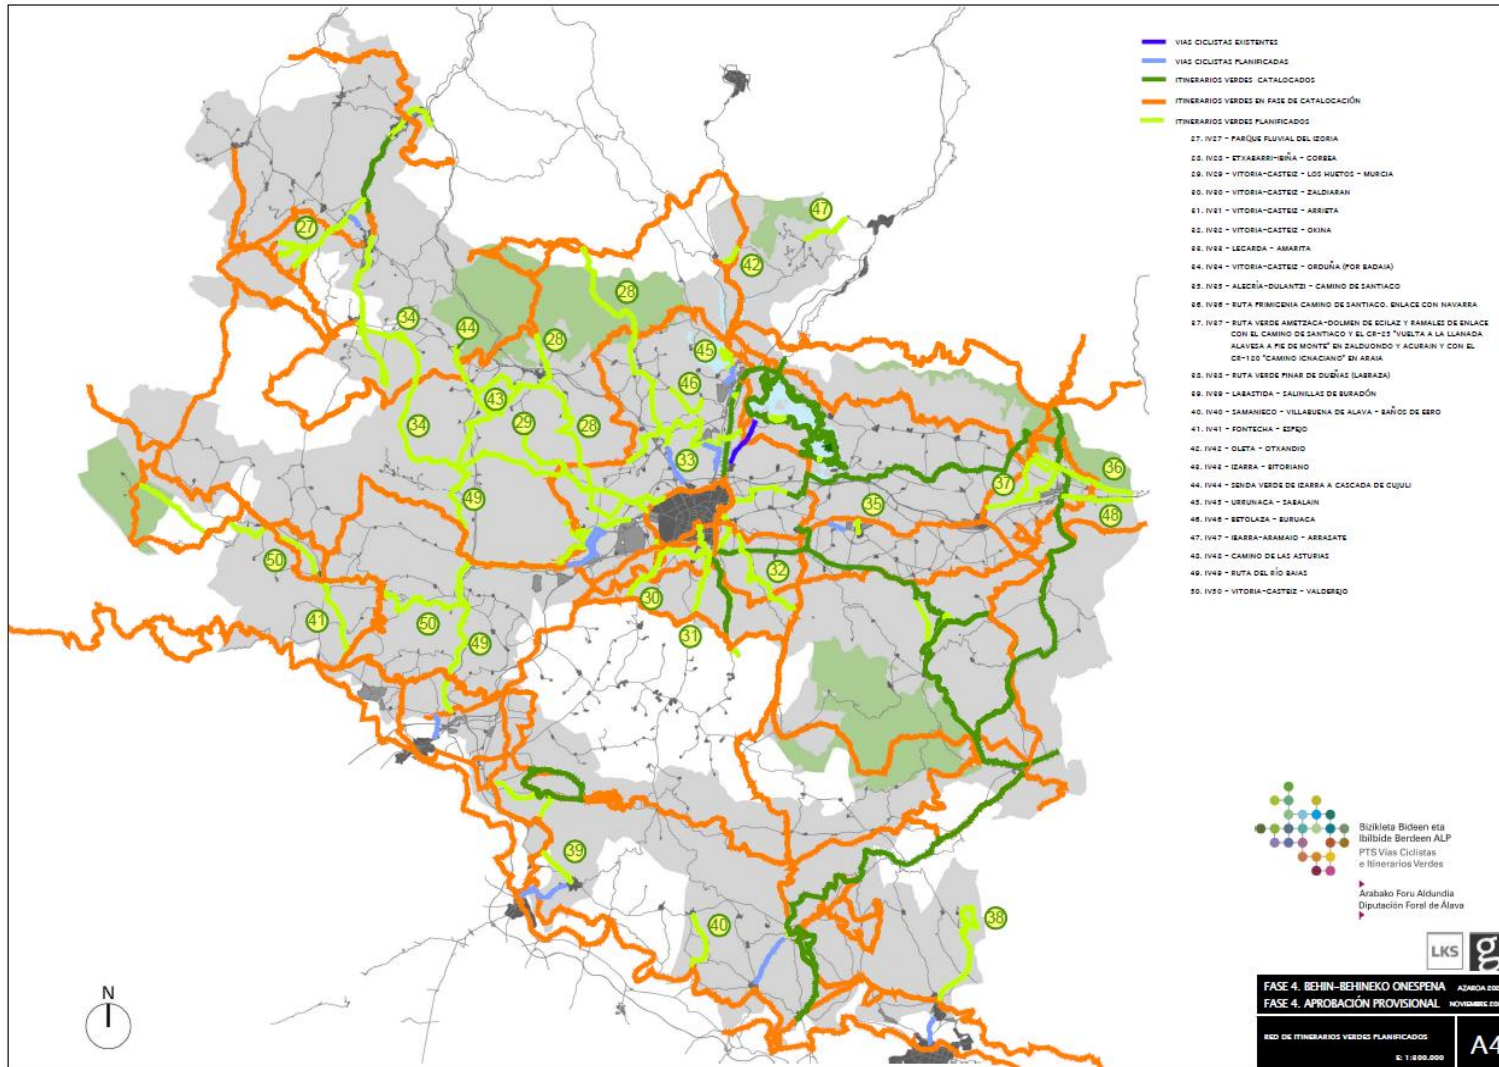 VIAS CICLISTAS EXISTENTES
VIAS CICLISTAS PLANIFICADAS
ITINERARIOS VERDES CATALOGADOS
ITINERARIOS VERDES EN FASE DE CATALOGACIÓN
ITINERARIOS VERDES PLANIFICADOS
27. IV27 - PARQUE FLUVIAL DEL IZORIA
28. IV28 - ETXABARRI-IBIÑA - GORBEA
29. IV29 - VITORIA-GASTEIZ - LOS HUETOS - MURGIA
30. IV30 - VITORIA-GASTEIZ - ZALDIARAN
31. IV31 - VITORIA-GASTEIZ - ARRIETA
32. IV32 - VITORIA-GASTEIZ - OKINA
33. IV33 - LEGARDA - AMARITA
34. IV34 - VITORIA-GASTEIZ - ORDUÑA (POR BADAIA)
35. IV35 - ALEGRÍA-DULANTZI - CAMINO DE SANTIAGO
36. IV36 - RUTA PRIMIGENIA CAMINO DE SANTIAGO. ENLACE CON NAVARRA
37. IV37 - RUTA VERDE AMETZAGA-DOLMEN DE EGILAZ Y RAMALES DE ENLACE
CON EL CAMINO DE SANTIAGO Y EL GR-25 "VUELTA A LA LLANADA
ALAVESA A PIE DE MONTE" EN ZALDUONDO Y AGURAIN Y CON EL
GR-120 "CAMINO IGNACIANO" EN ARAIA
38. IV38 - RUTA VERDE PINAR DE DUEÑAS (LABRAZA)
39. IV39 - LABASTIDA - SALINILLAS DE BURADÓN
40. IV40 - SAMANIEGO - VILLABUENA DE ALAVA - BAÑOS DE EBRO
41. IV41 - FONTECHA - ESPEJO
42. IV42 - OLETA - OTXANDIO
43. IV43 - IZARRA - BITORIANO
44. IV44 - SENDA VERDE DE IZARRA A CASCADA DE GUJULI
45. IV45 - URRUNAGA - SABALAIN
46. IV46 - BETOLAZA - BURUAGA
47. IV47 - IBARRA-ARAMAIO - ARRASATE
48. IV48 - CAMINO DE LAS ASTURIAS
49. IV49 - RUTA DEL RÍO BAIAS
50. IV50 - VITORIA-GASTEIZ - VALDEREJO
47
27
42
28
34
44
28
45
46
43
34
29
28
33
36
37
48
49
35
50
32
30
41
50
31
49
39
40
38
N
Bizikleta Bideen eta
Ibilbide Berdeen ALP
PTS Vías Ciclistas
e Itinerarios Verdes
Arabako Foru Aldundia
Diputación Foral de Álava
LKS
g
FASE 4. BEHIN-BEHINEKO ONESPENA AZAROA
FASE 4. APROBACIÓN PROVISIONAL NOVIEMBRE
RED DE ITINERARIOS VERDES PLANIFICADOS
E: 1:300.000
A4